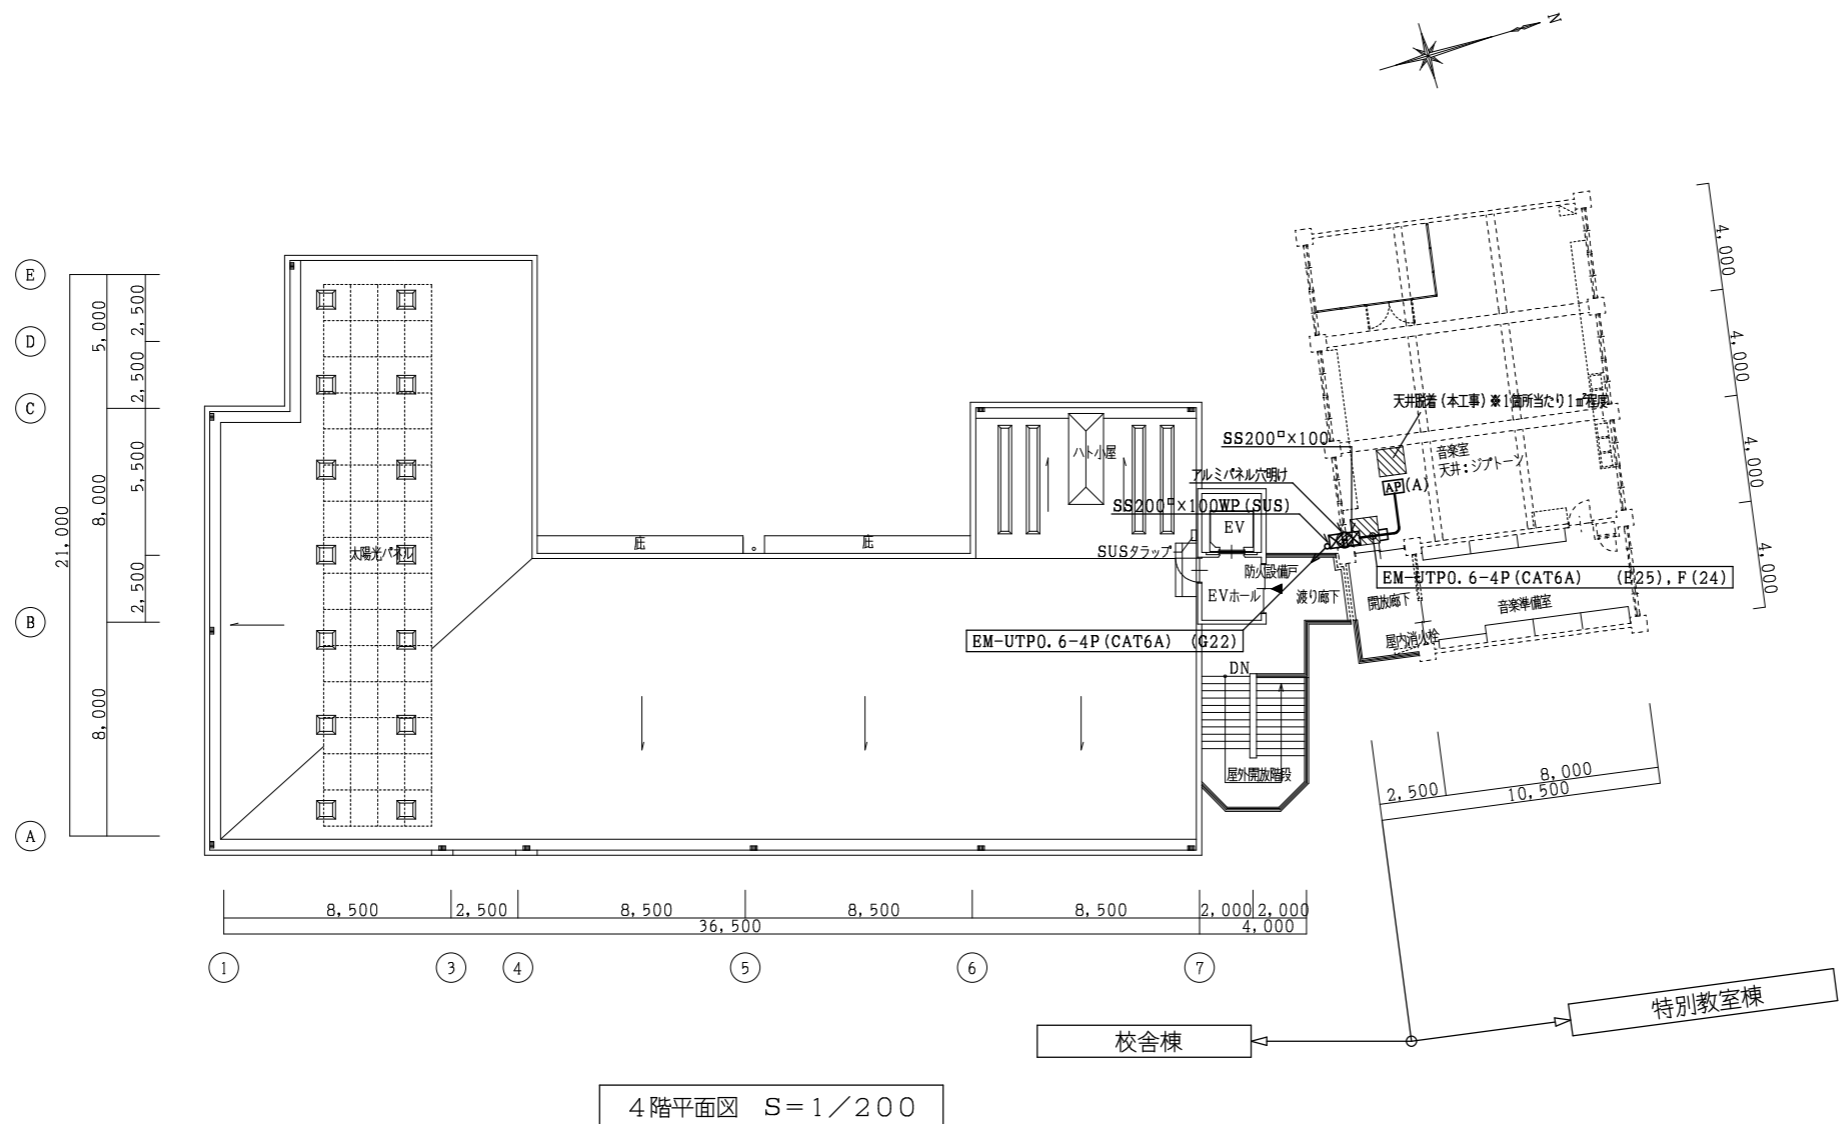 N
E
D
C
B
A
21,000
5,000
8,000
8,000
2,500
2,500
5,500
2,500
太陽光パネル
庇
庇
ハト小屋
SUSタラップ
EV
EVホール
防火設備戸
渡り廊下
開放廊下
屋内消火栓
音楽準備室
音楽室
天井：ジプトーン
天井脱着(本工事)※1箇所当たり1㎡程度
SS200□×100
アルミパネル穴明け
SS200□×100WP(SUS)
AP(A)
EM-UTP0.6-4P(CAT6A) (E25),F(24)
EM-UTP0.6-4P(CAT6A) (G22)
DN
屋外開放階段
4,000
4,000
4,000
4,000
2,500
8,000
10,500
8,500
2,500
8,500
8,500
8,500
2,000
2,000
36,500
4,000
1
3
4
5
6
7
校舎棟
特別教室棟
4階平面図 S=1/200